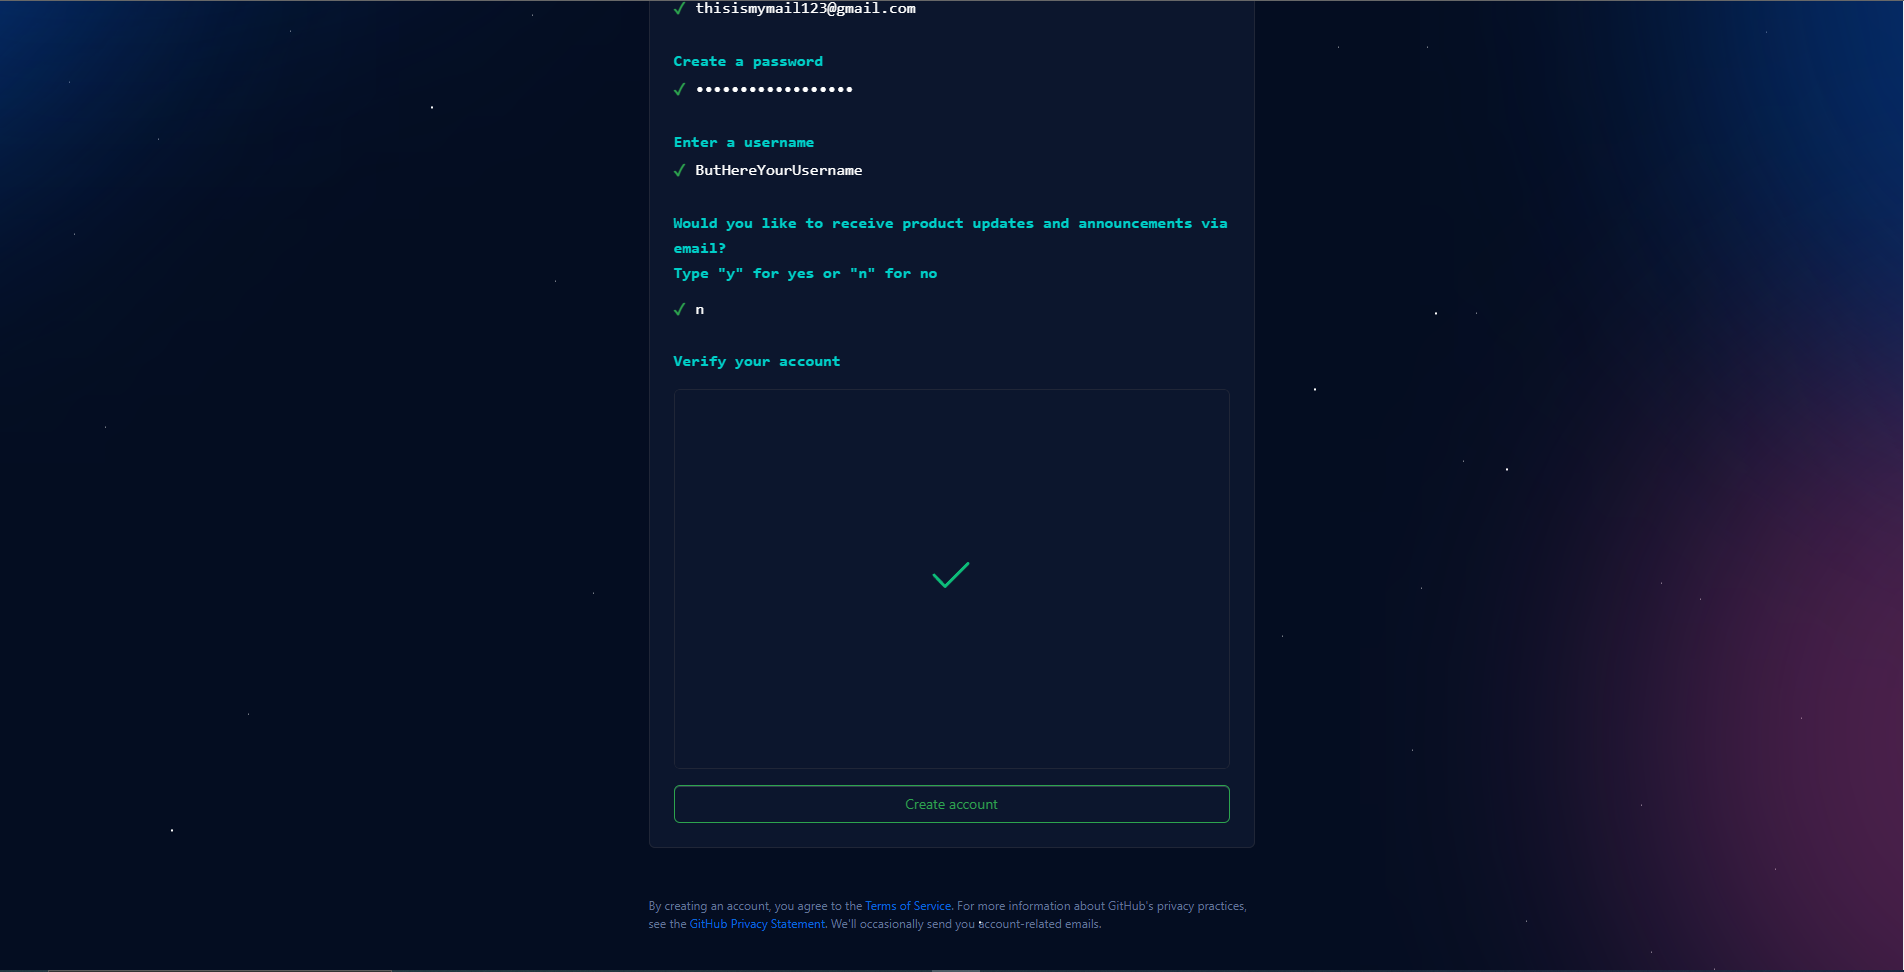 thisismymail123@gmail.com
Create a password
••••••••••••••••••
Enter a username
ButHereYourUsername
Would you like to receive product updates and announcements via
email?
Type "y" for yes or "n" for no
n
Verify your account
Create account
By creating an account, you agree to the Terms of Service. For more information about GitHub's privacy practices,
see the GitHub Privacy Statement. We'll occasionally send you account-related emails.